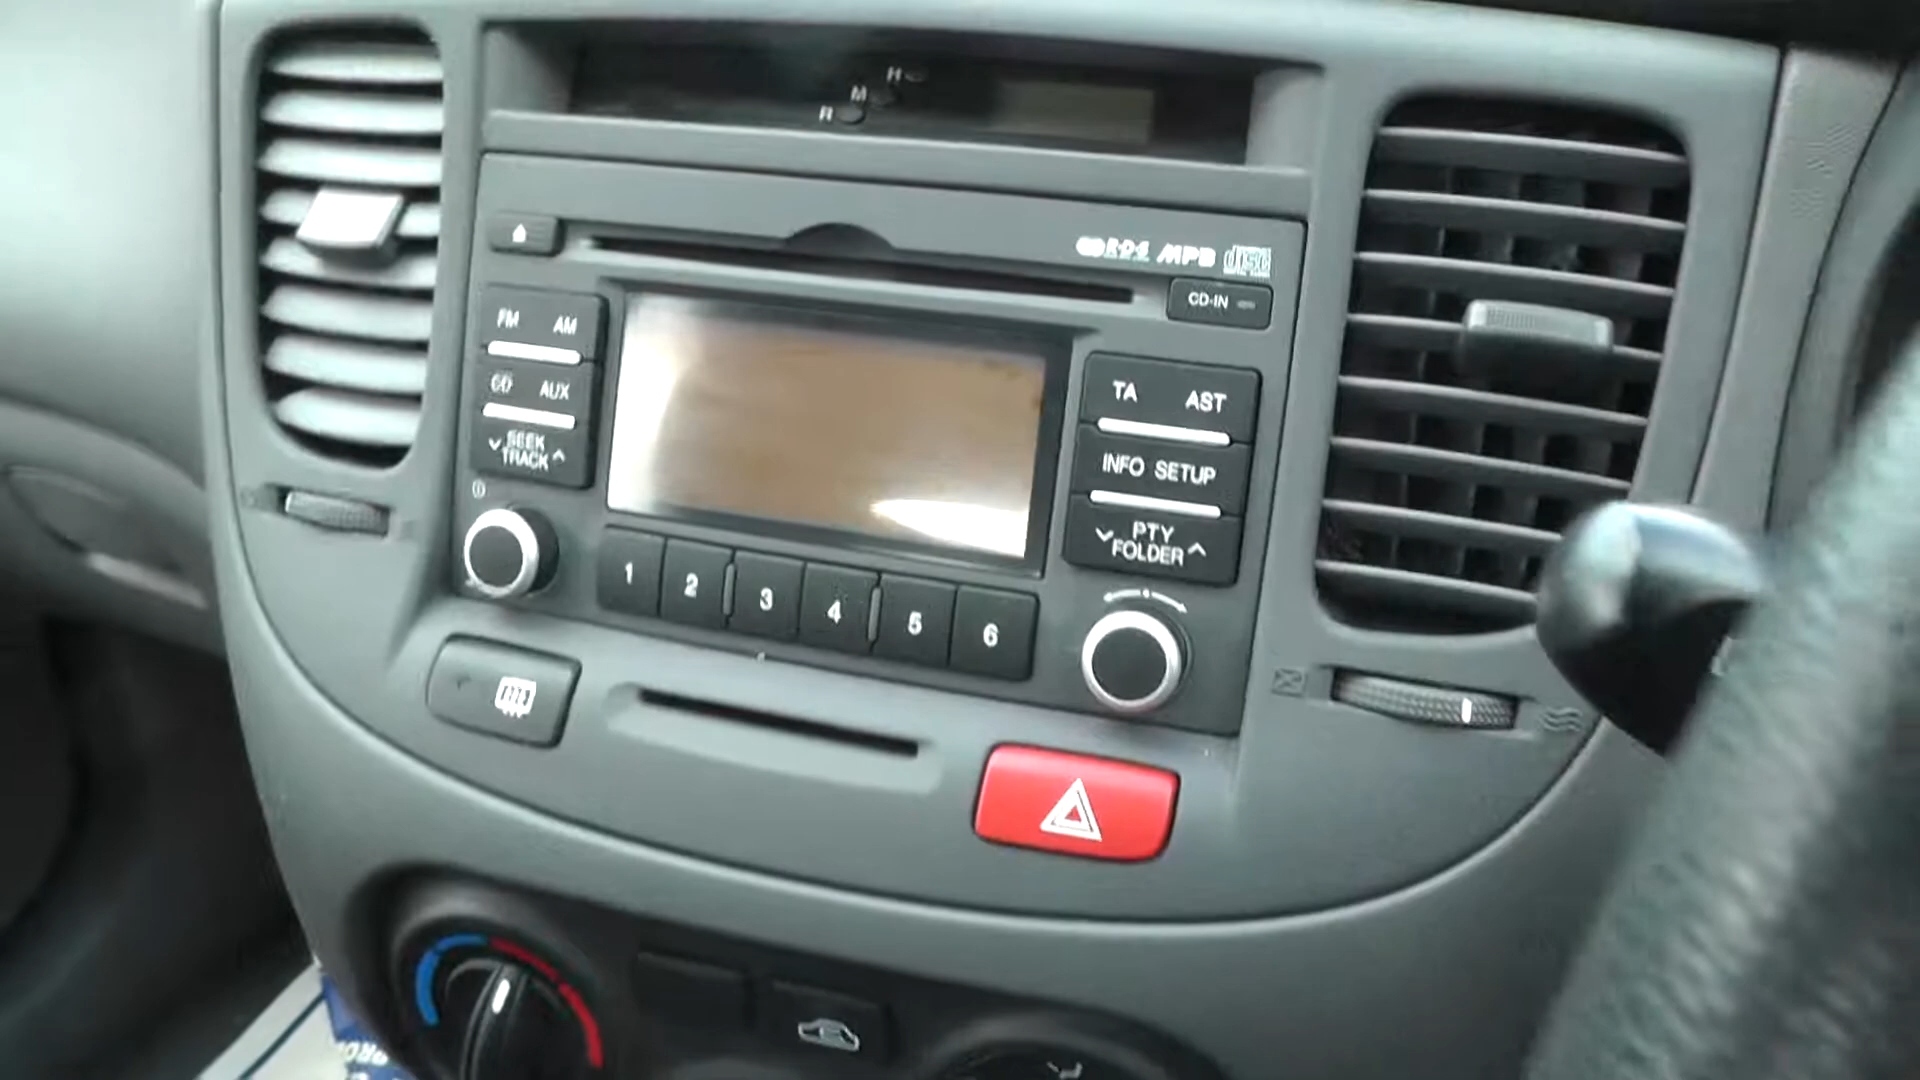 H
M
R
R·D·S MP3 disc
CD-IN
FM AM
CD AUX
SEEK
TRACK
TA AST
INFO SETUP
PTY
FOLDER
1 2 3 4 5 6